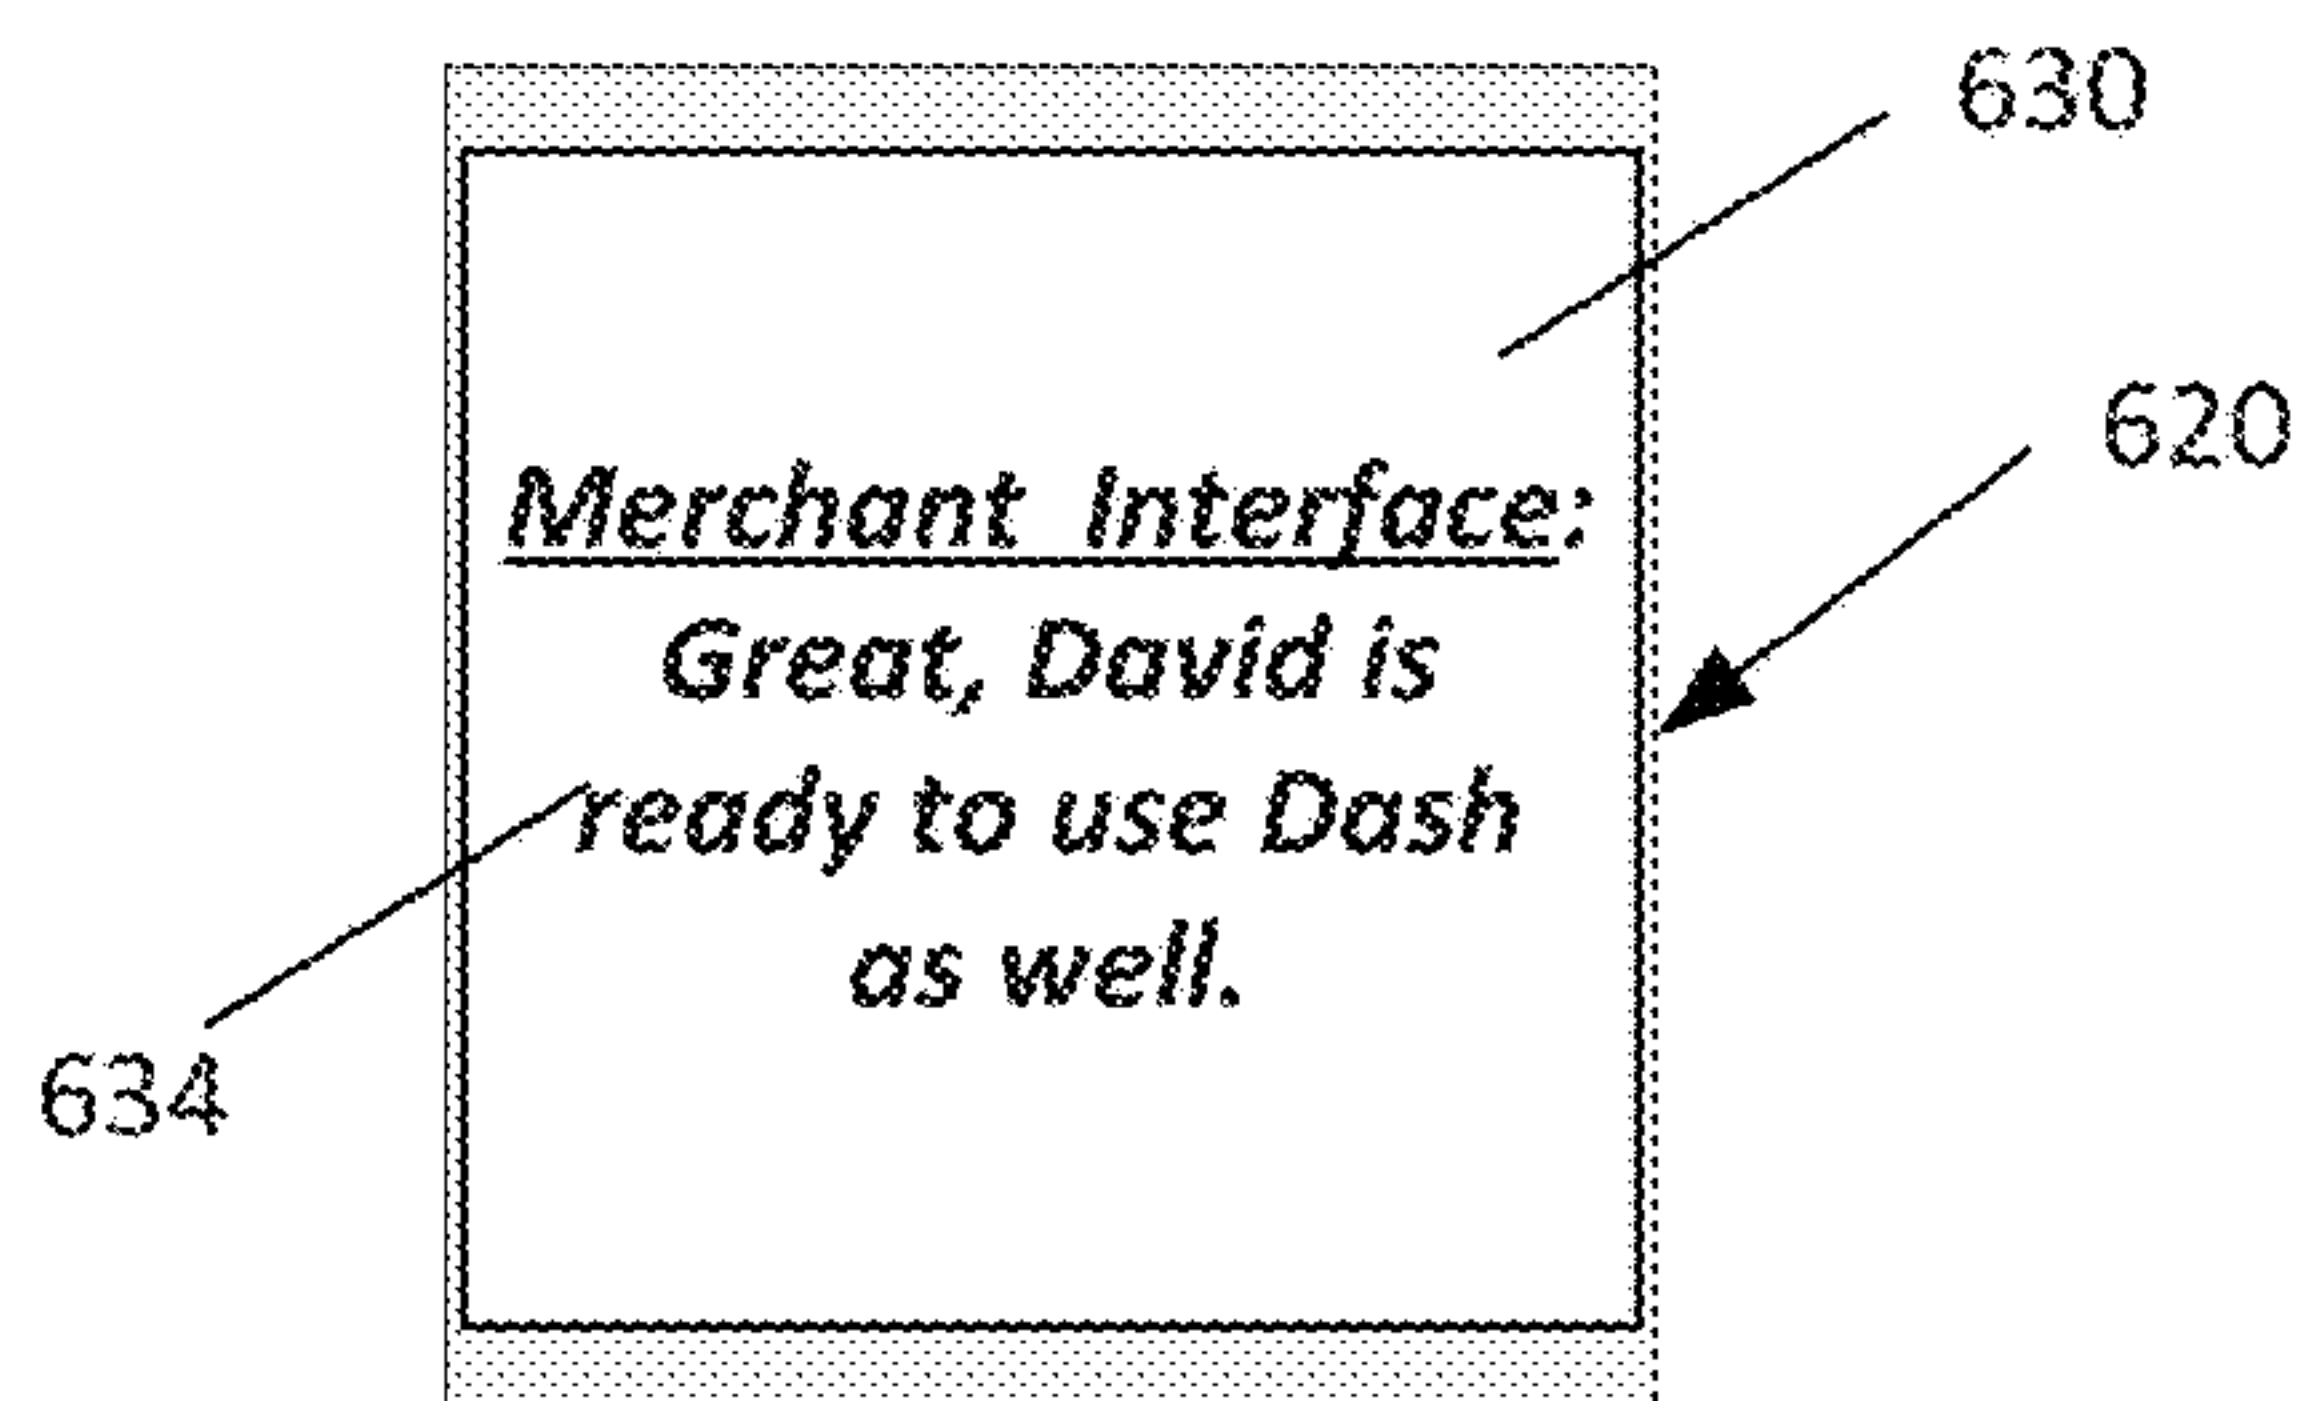 630
620
Merchant Interface:
Great, David is
ready to use Dash
as well.
634